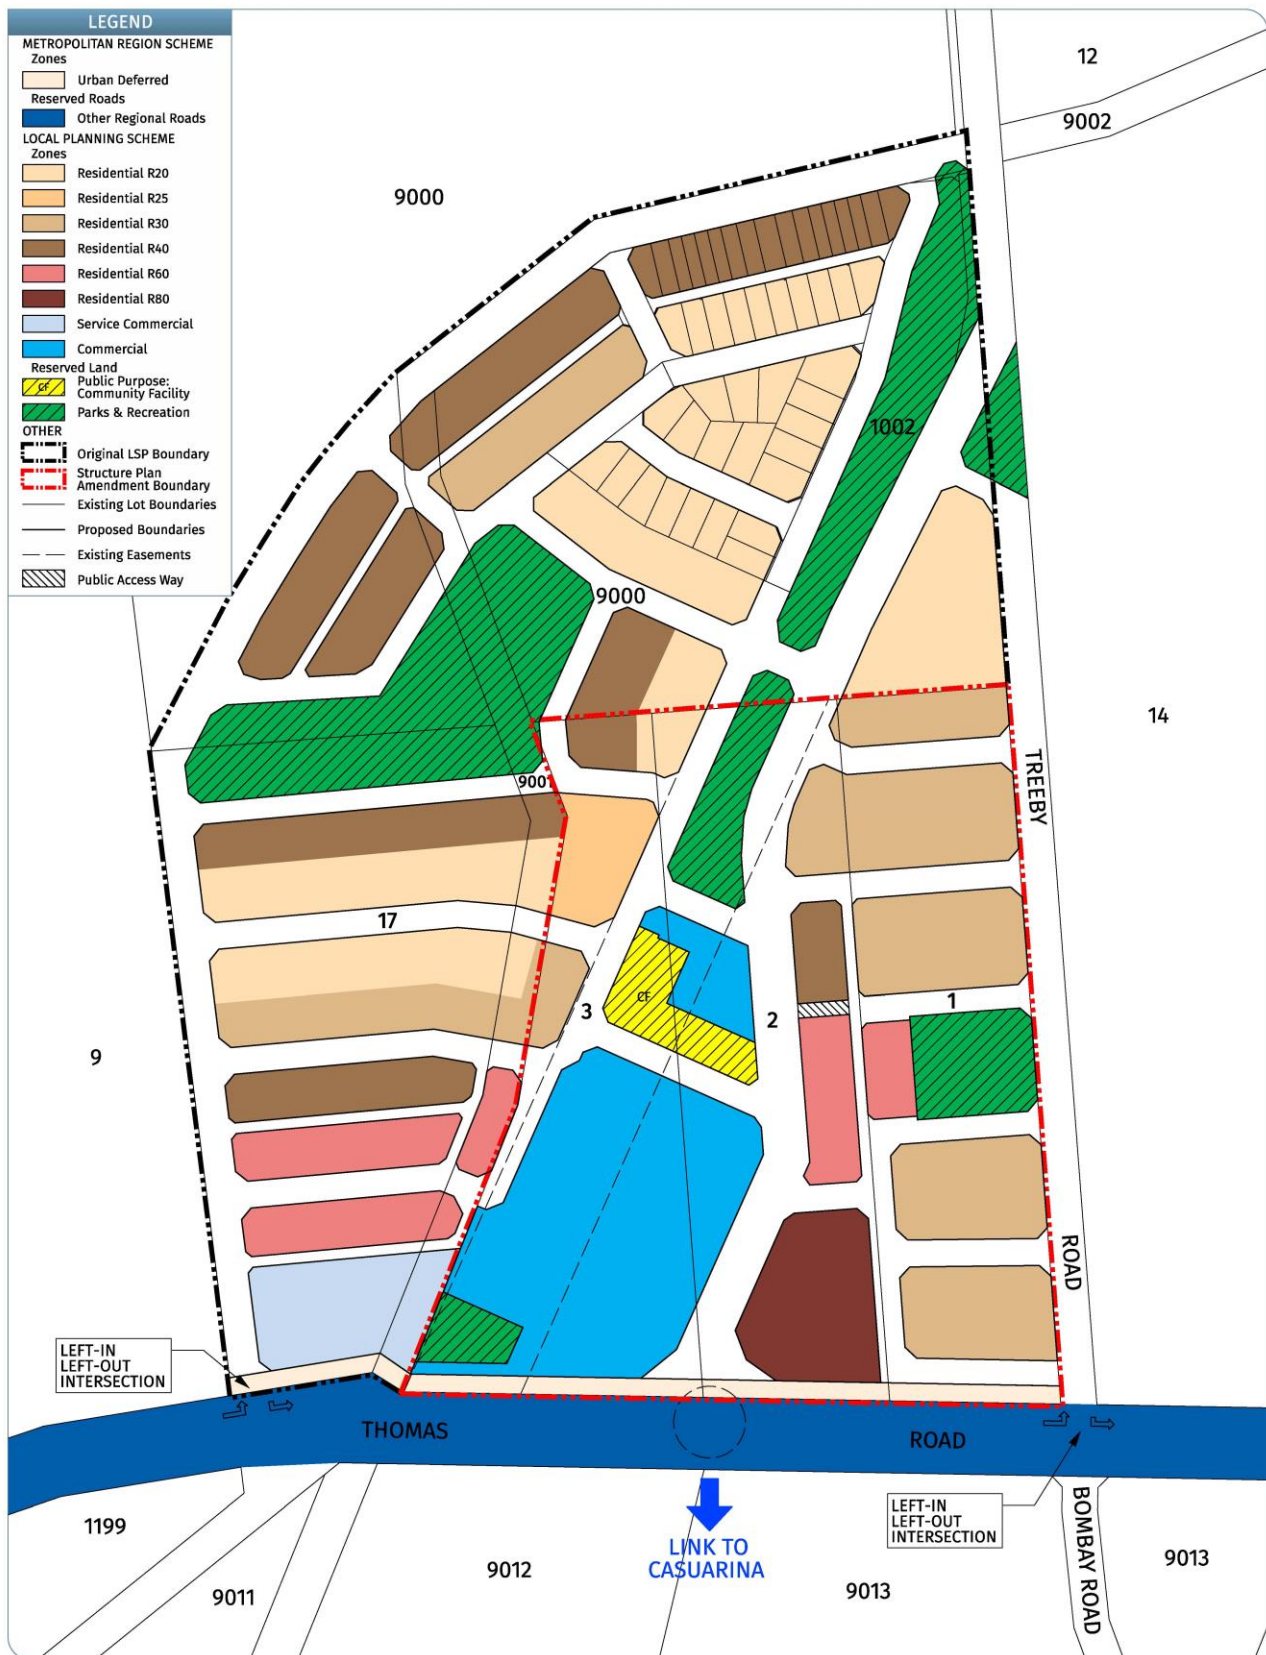 LEGEND
METROPOLITAN REGION SCHEME
Zones
Urban Deferred
Reserved Roads
Other Regional Roads
LOCAL PLANNING SCHEME
Zones
Residential R20
Residential R25
Residential R30
Residential R40
Residential R60
Residential R80
Service Commercial
Commercial
Reserved Land
CF
Public Purpose:
Community Facility
Parks & Recreation
OTHER
Original LSP Boundary
Structure Plan
Amendment Boundary
Existing Lot Boundaries
Proposed Boundaries
Existing Easements
Public Access Way
12
9002
9000
1002
9000
14
TREEBY
9001
17
1
CF
3
2
9
ROAD
LEFT-IN
LEFT-OUT
INTERSECTION
THOMAS
ROAD
LEFT-IN
LEFT-OUT
INTERSECTION
BOMBAY ROAD
1199
LINK TO
CASUARINA
9011
9012
9013
9013